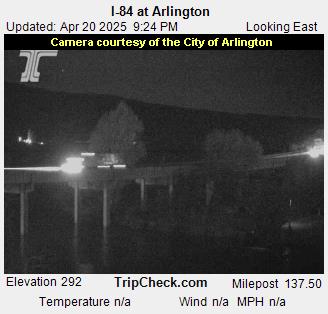 I-84 at Arlington
Updated: Apr 20 2025 9:24 PM Looking East
Camera courtesy of the City of Arlington
Elevation 292 TripCheck.com Milepost 137.50
Temperature n/a Wind n/a MPH n/a